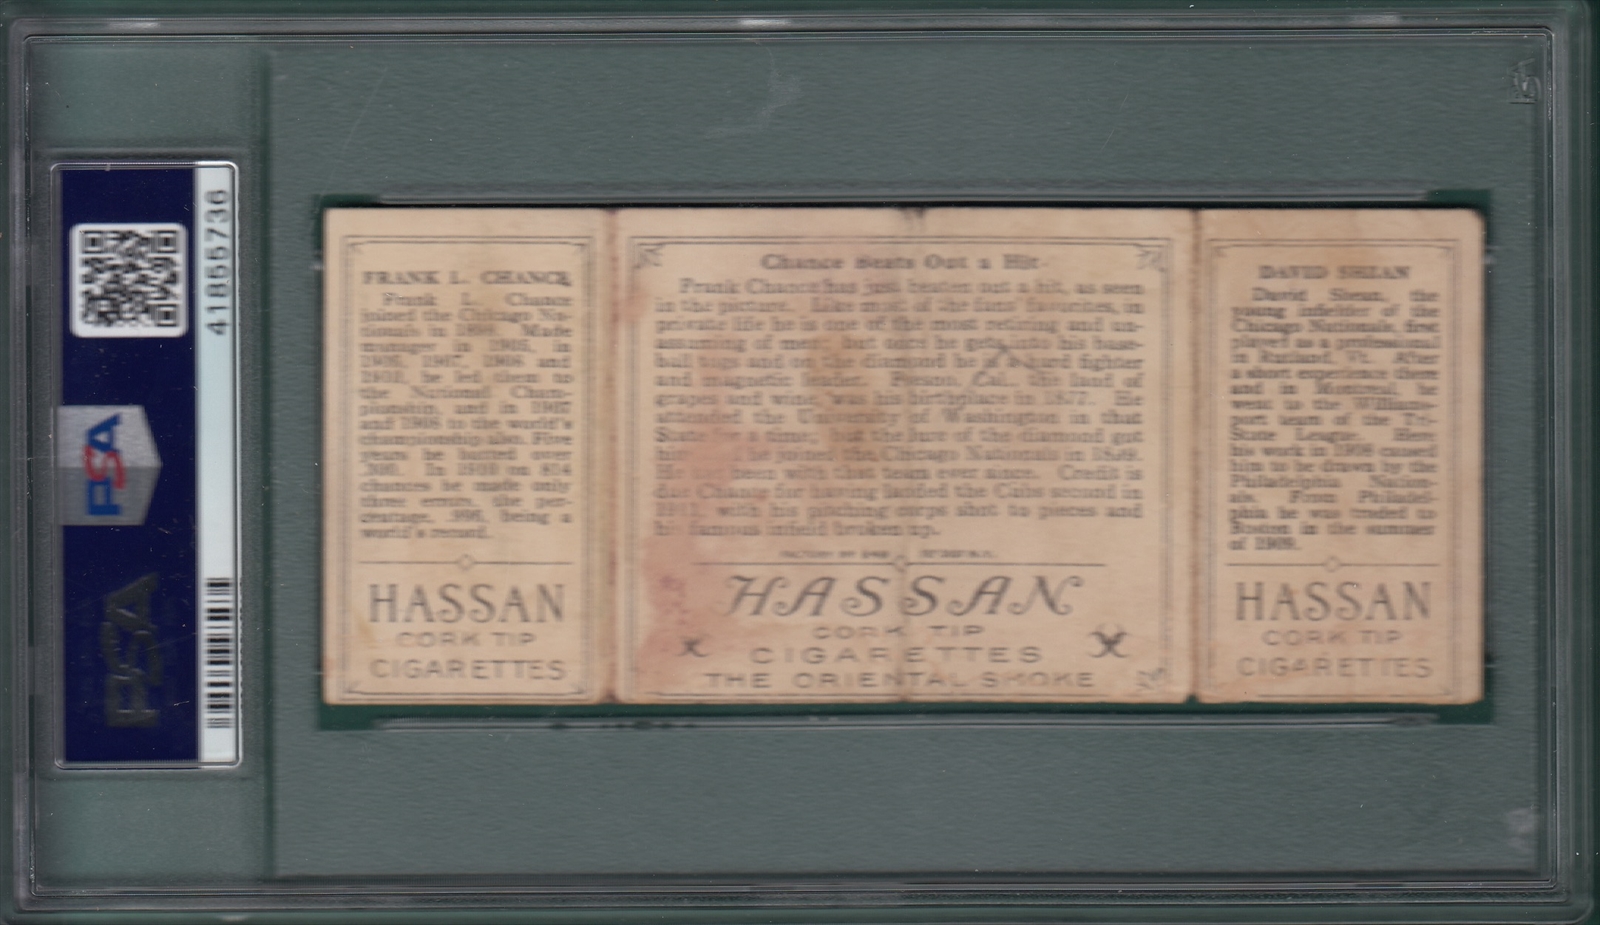 41865736
PSA
PSA
FRANK L. CHANCE
Frank L. Chance
joined the Chicago Na-
tionals in 1898. Made
manager in 1905, in
1906, 1907, 1908 and
1910, he led them to
the National Cham-
pionship, and in 1907
and 1908 to the world's
championship also. Five
years he batted over
.300. In 1910 on 814
chances he made only
three errors, the per-
centage, .996, being a
world's record.
HASSAN
CORK TIP
CIGARETTES
Chance Beats Out a Hit
Frank Chance has just beaten out a hit, as seen
in the picture. Like most of the fans' favorites, in
private life he is one of the most retiring and un-
assuming of men, but once he gets into his base-
ball togs and on the diamond he is a hard fighter
and magnetic leader. Fresno, Cal., the land of
grapes and wine, was his birthplace in 1877. He
attended the University of Washington in that
State for a time, but the lure of the diamond got
him and he joined the Chicago Nationals in 1898.
He has been with that team ever since. Credit is
due Chance for having landed the Cubs second in
1911, with his pitching corps shot to pieces and
his famous infield broken up.
FACTORY No 649
HASSAN
CORK TIP
CIGARETTES
THE ORIENTAL SMOKE
DAVID SHEAN
David Shean, the
young infielder of the
Chicago Nationals, first
played as a professional
in Rutland, Vt. After
a short experience there
and in Montreal, he
went to the Williams-
port team of the Tri-
State League. Here
his work in 1908 caused
him to be drawn by the
Philadelphia Nation-
als. From Philadel-
phia he was traded to
Boston in the summer
of 1909.
HASSAN
CORK TIP
CIGARETTES